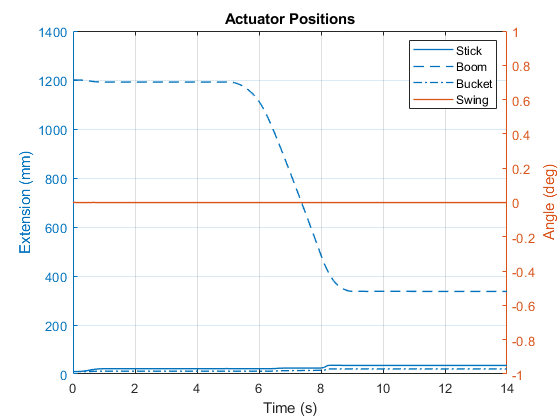 Actuator Positions
1400
1200
1000
800
600
400
200
0
Extension (mm)
Stick
Boom
Bucket
Swing
1
0.8
0.6
0.4
0.2
0
-0.2
-0.4
-0.6
-0.8
-1
Angle (deg)
0 2 4 6 8 10 12 14
Time (s)